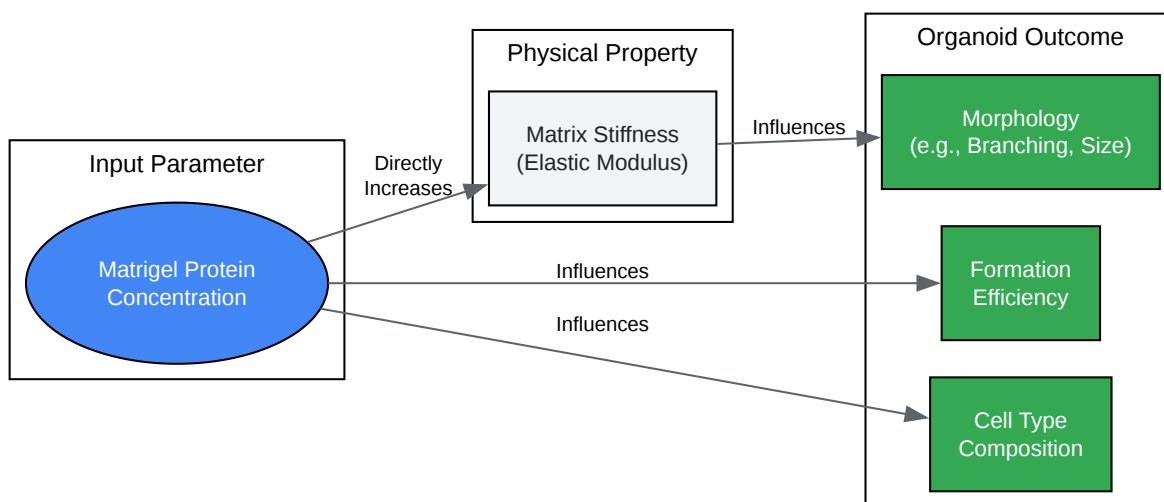 Input Parameter
Matrigel Protein
Concentration
Directly
Increases
Physical Property
Matrix Stiffness
(Elastic Modulus)
Influences
Influences
Influences
Organoid Outcome
Morphology
(e.g., Branching, Size)
Formation
Efficiency
Cell Type
Composition